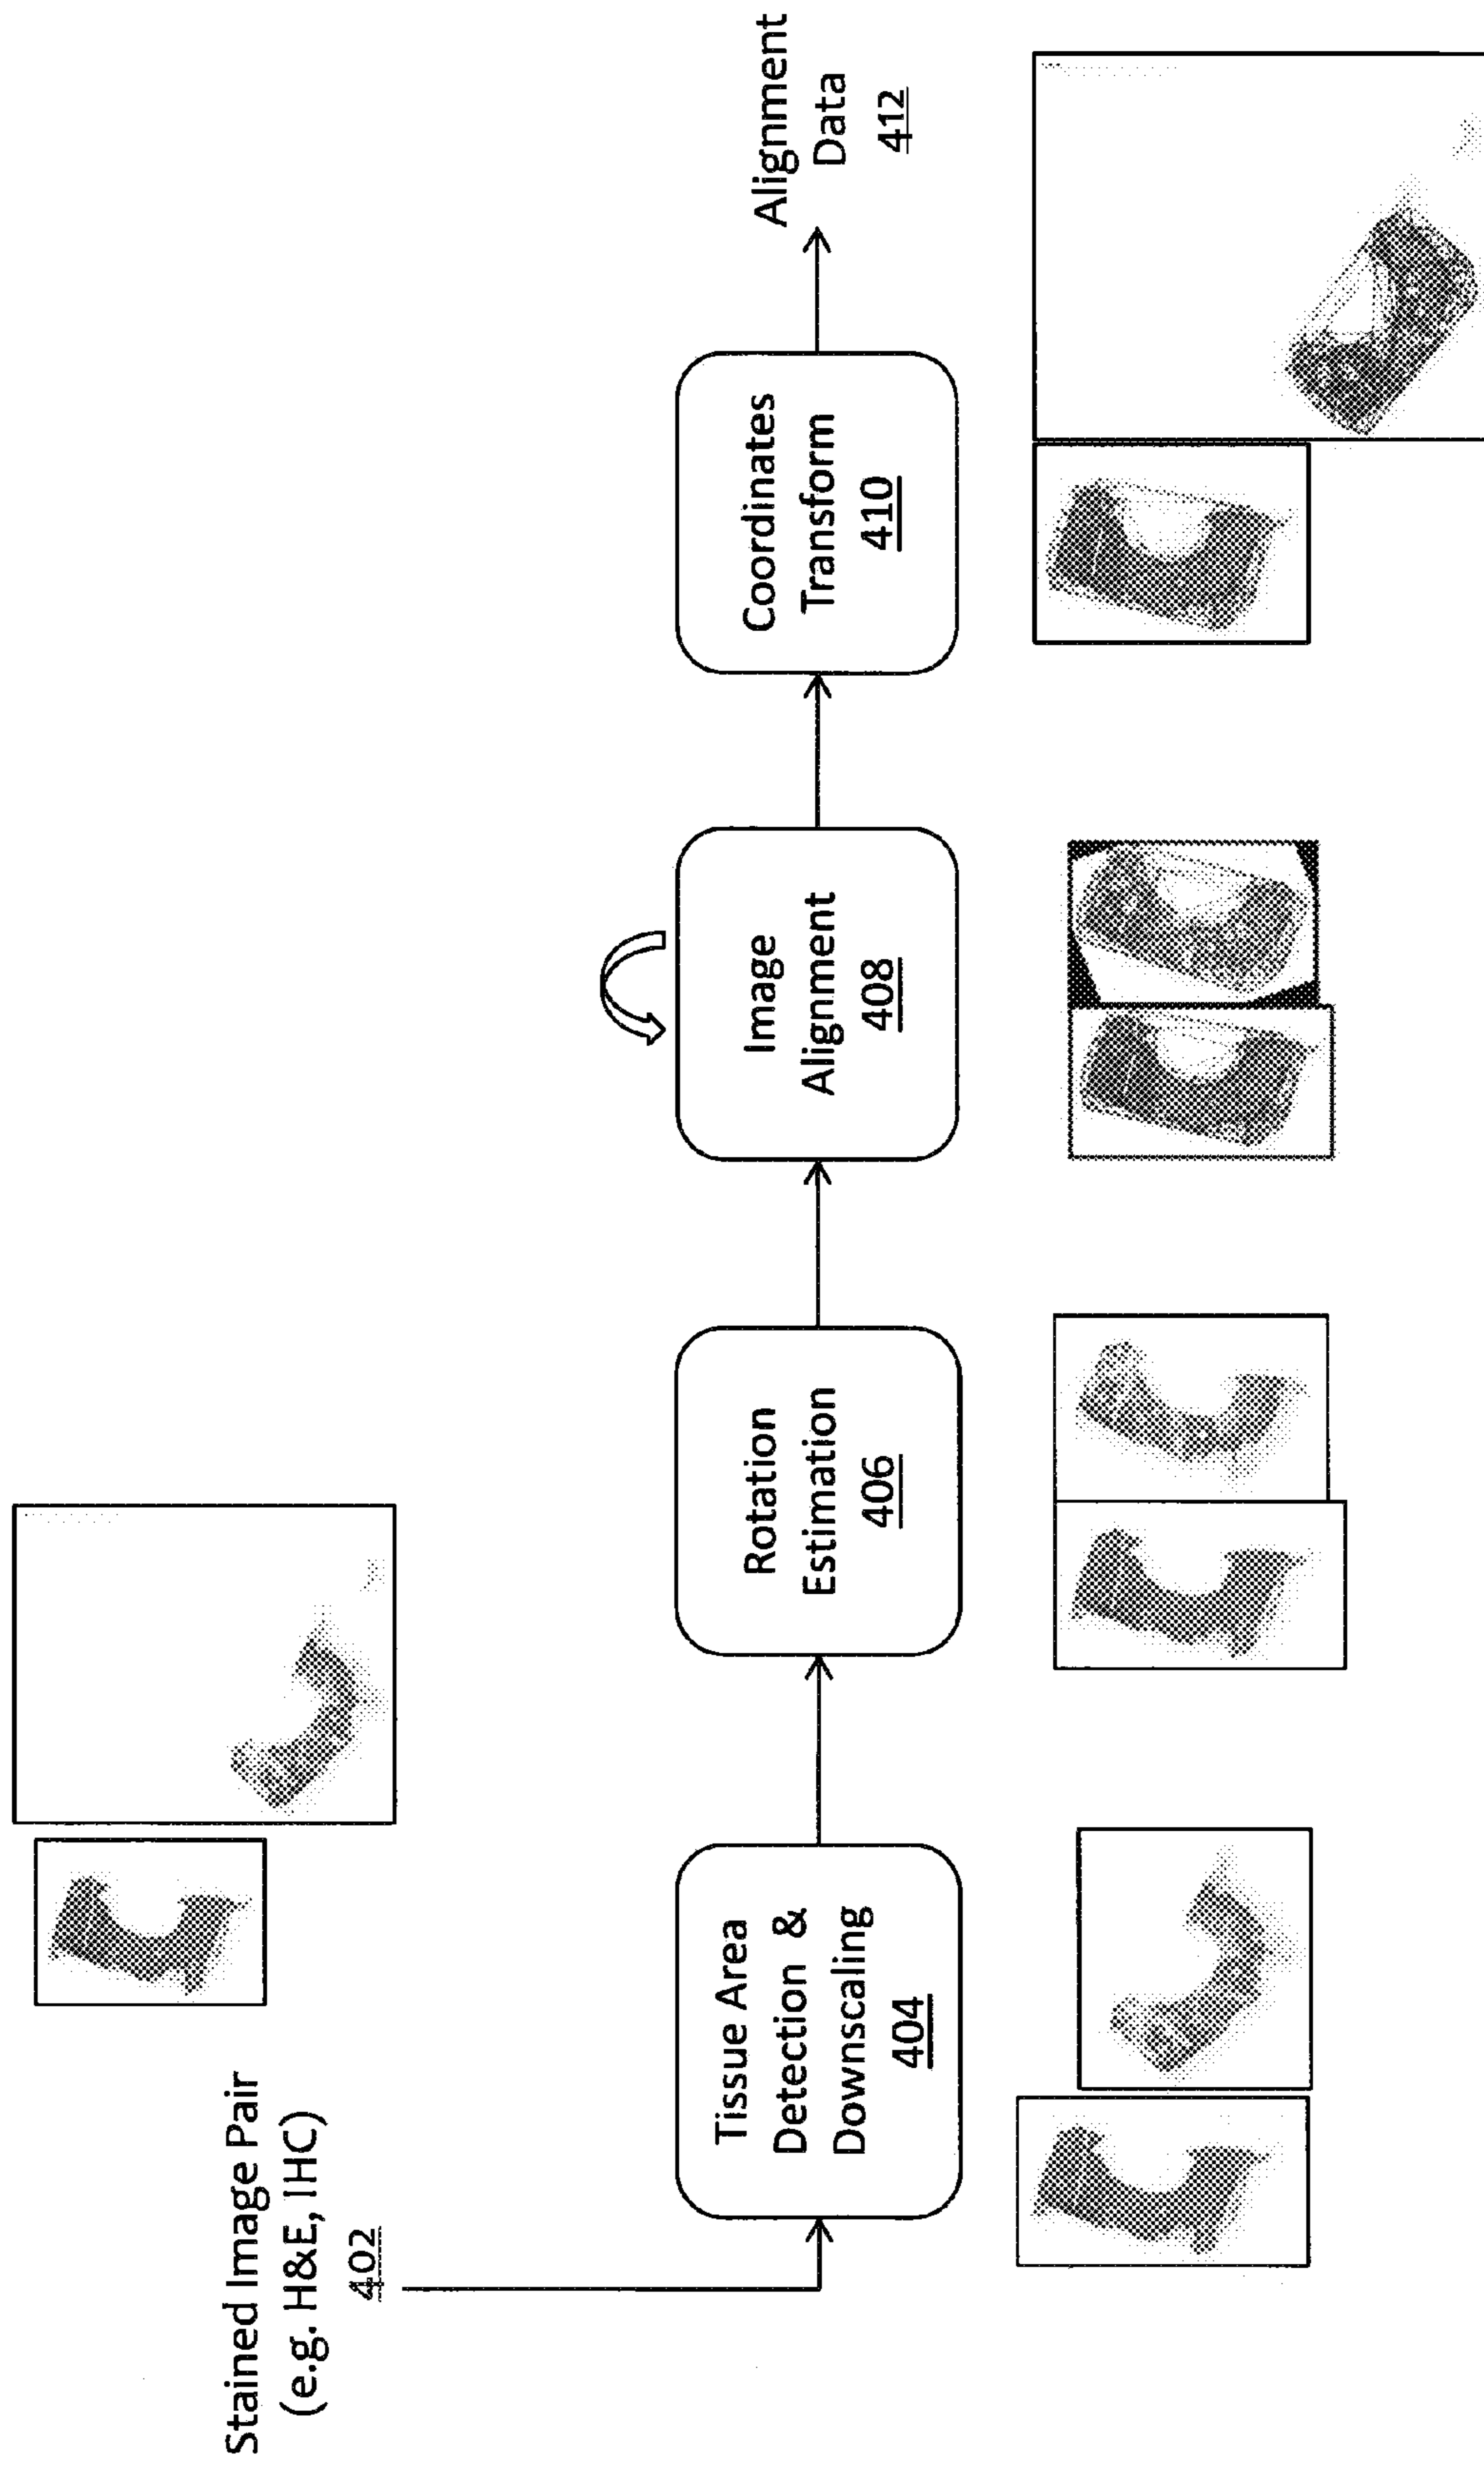 Stained Image Pair
(e.g. H&E, IHC)
402
Tissue Area
Detection &
Downscaling
404
Rotation
Estimation
406
Image
Alignment
408
Coordinates
Transform
410
Alignment
Data
412